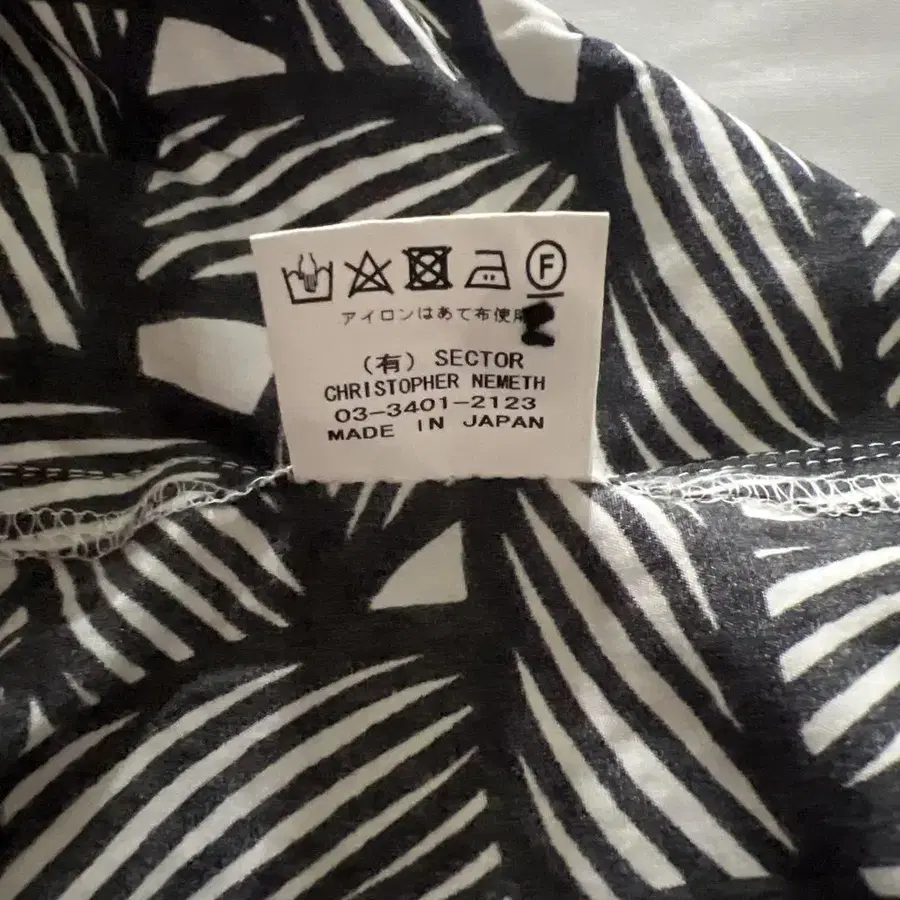 F
アイロンはあて布使用
(有) SECTOR
CHRISTOPHER NEMETH
03-3401-2123
MADE IN JAPAN